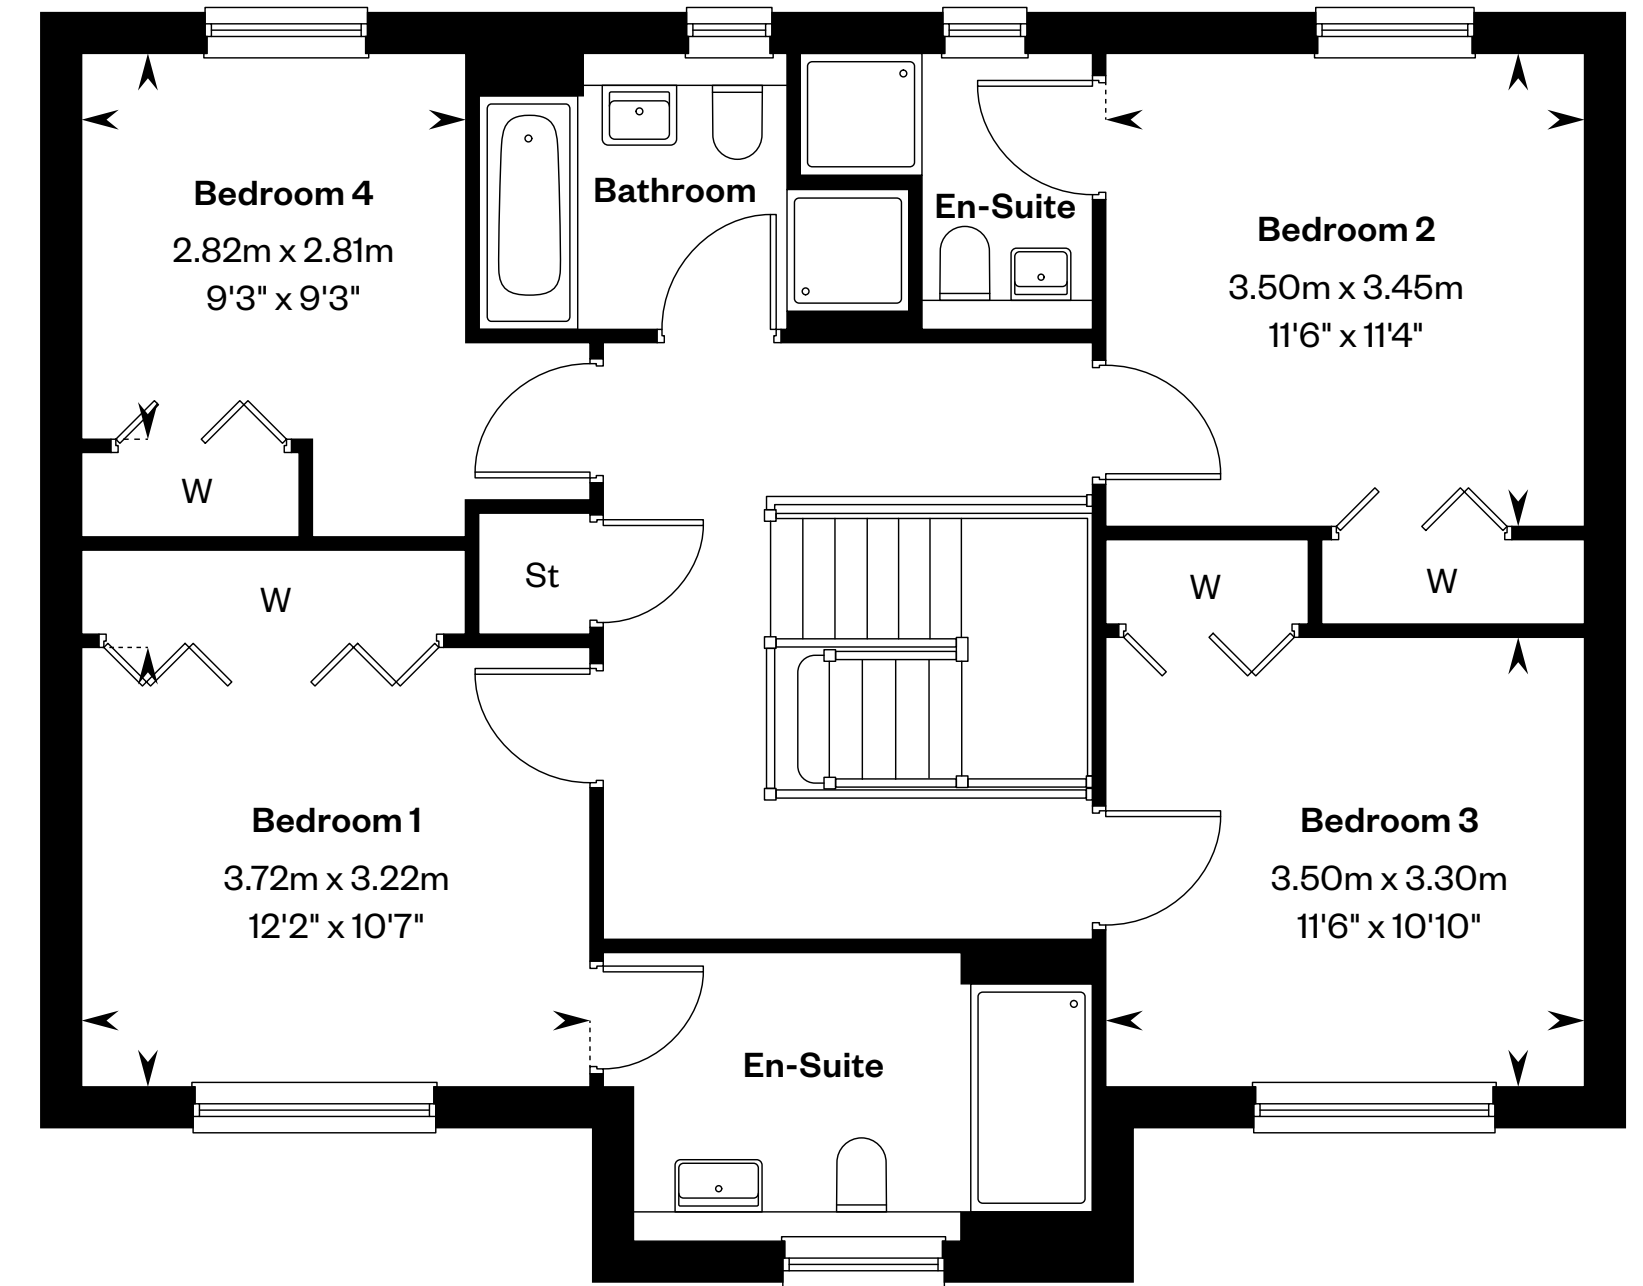 Bedroom 4
2.82m x 2.81m
9'3" x 9'3"
Bathroom
En-Suite
Bedroom 2
3.50m x 3.45m
11'6" x 11'4"
W
W
St
W
W
Bedroom 1
3.72m x 3.22m
12'2" x 10'7"
Bedroom 3
3.50m x 3.30m
11'6" x 10'10"
En-Suite